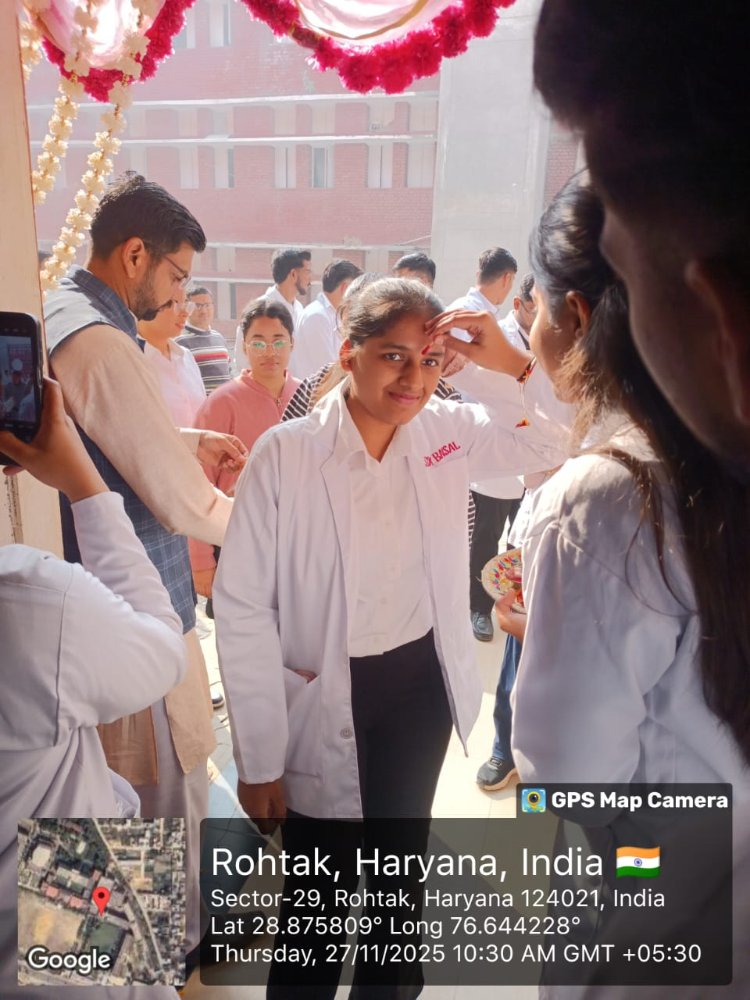 BANSAL
GPS Map Camera
Rohtak, Haryana, India
Sector-29, Rohtak, Haryana 124021, India
Lat 28.875809° Long 76.644228°
Thursday, 27/11/2025 10:30 AM GMT +05:30
Google